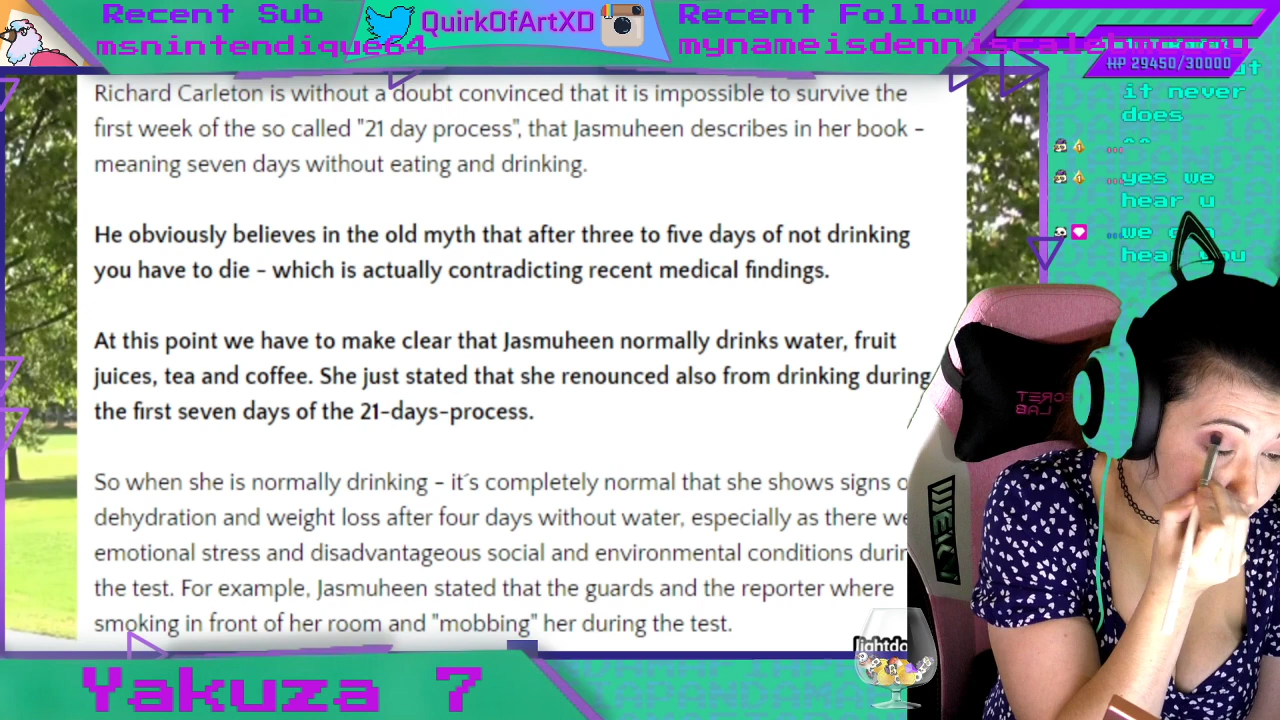 Recent Sub
msnintendique64
QuirkOfArtXD
Recent Follow
HP 29450/30000
it never
does
^^
yes we
hear u
hear you
Richard Carleton is without a doubt convinced that it is impossible to survive the
first week of the so called "21 day process", that Jasmuheen describes in her book –
meaning seven days without eating and drinking.
He obviously believes in the old myth that after three to five days of not drinking
you have to die – which is actually contradicting recent medical findings.
At this point we have to make clear that Jasmuheen normally drinks water, fruit
juices, tea and coffee. She just stated that she renounced also from drinking during
the first seven days of the 21-days-process.
So when she is normally drinking – it´s completely normal that she shows signs
dehydration and weight loss after four days without water, especially as there
emotional stress and disadvantageous social and environmental conditions
the test. For example, Jasmuheen stated that the guards and the reporter where
smoking in front of her room and "mobbing" her during the test.
Yakuza 7